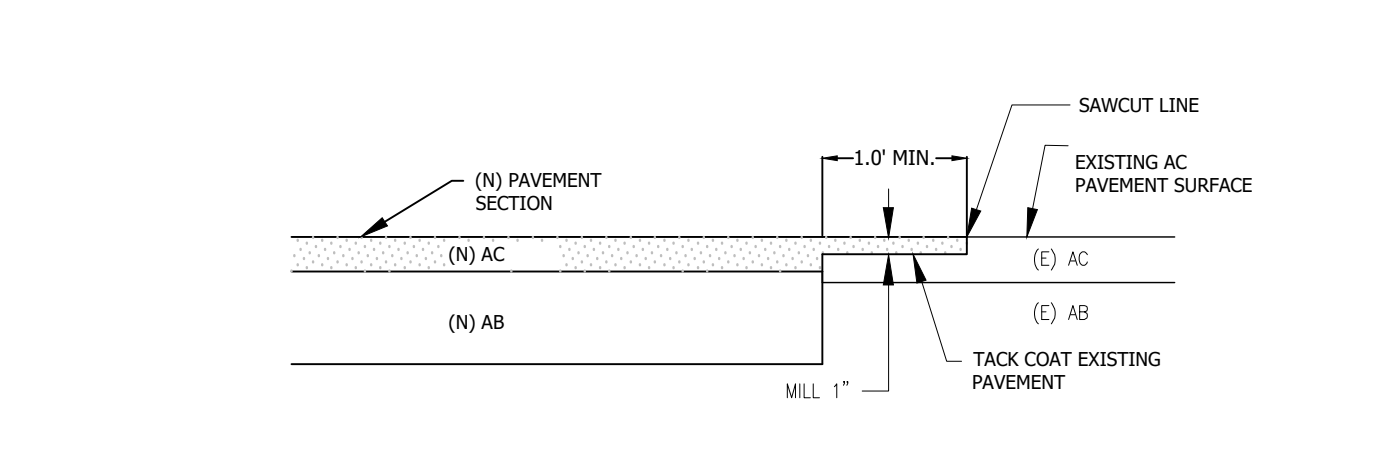 SAWCUT LINE
1.0' MIN.
EXISTING AC
PAVEMENT SURFACE
(N) PAVEMENT
SECTION
(N) AC
(E) AC
(N) AB
(E) AB
TACK COAT EXISTING
PAVEMENT
MILL 1”